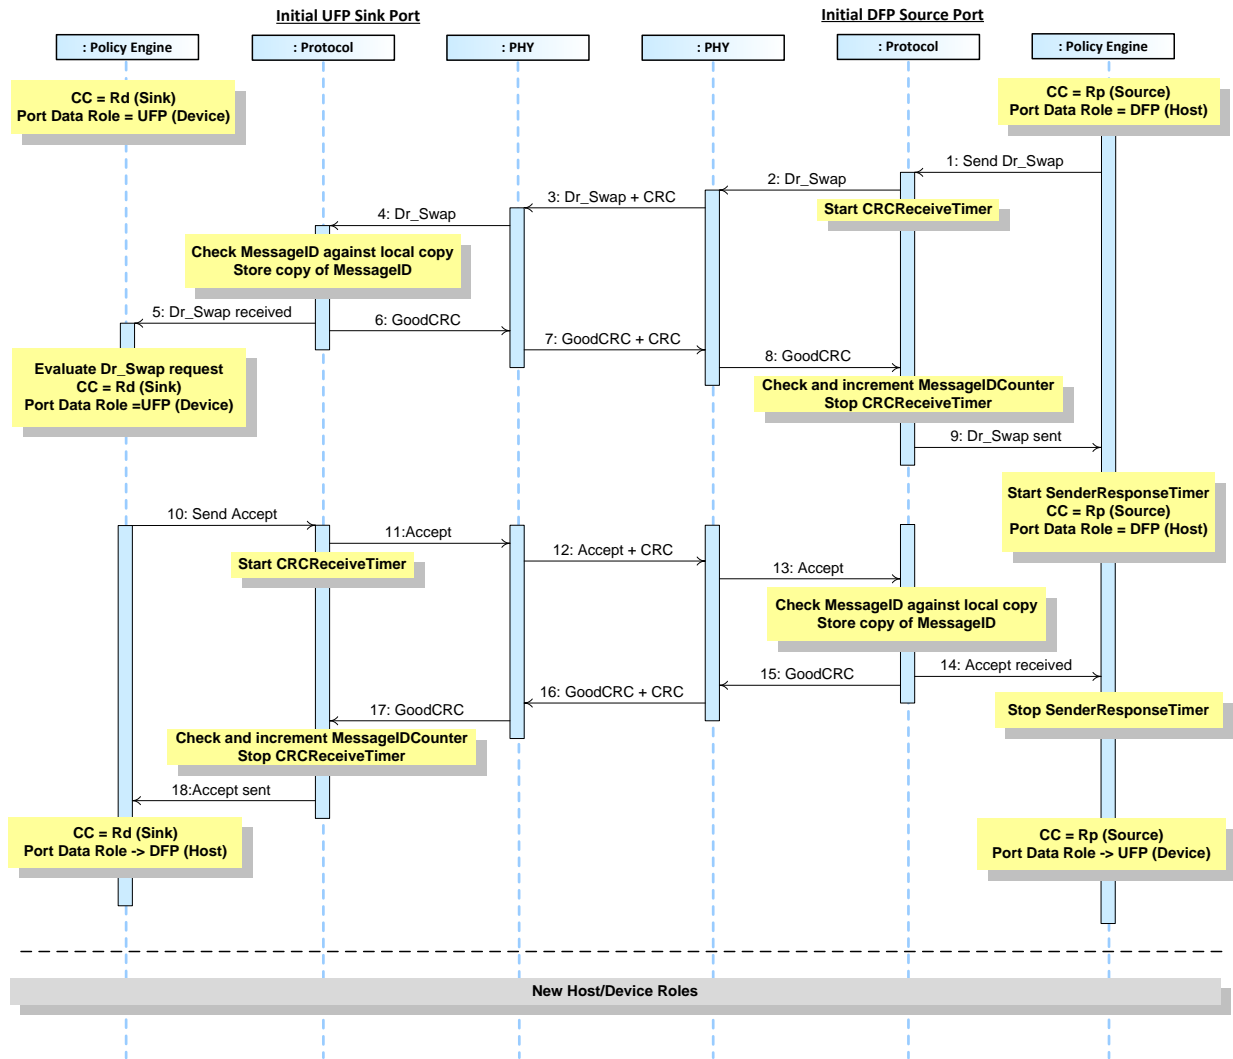 Initial UFP Sink Port
Initial DFP Source Port
: Policy Engine
: Protocol
: PHY
: PHY
: Protocol
: Policy Engine
CC = Rd (Sink)
Port Data Role = UFP (Device)
CC = Rp (Source)
Port Data Role = DFP (Host)
1: Send Dr_Swap
2: Dr_Swap
Start CRCReceiveTimer
3: Dr_Swap + CRC
4: Dr_Swap
Check MessageID against local copy
Store copy of MessageID
5: Dr_Swap received
6: GoodCRC
7: GoodCRC + CRC
8: GoodCRC
Evaluate Dr_Swap request
CC = Rd (Sink)
Port Data Role =UFP (Device)
Check and increment MessageIDCounter
Stop CRCReceiveTimer
9: Dr_Swap sent
Start SenderResponseTimer
CC = Rp (Source)
Port Data Role = DFP (Host)
10: Send Accept
11:Accept
Start CRCReceiveTimer
12: Accept + CRC
13: Accept
Check MessageID against local copy
Store copy of MessageID
14: Accept received
15: GoodCRC
16: GoodCRC + CRC
17: GoodCRC
Stop SenderResponseTimer
Check and increment MessageIDCounter
Stop CRCReceiveTimer
18:Accept sent
CC = Rd (Sink)
Port Data Role -> DFP (Host)
CC = Rp (Source)
Port Data Role -> UFP (Device)
New Host/Device Roles